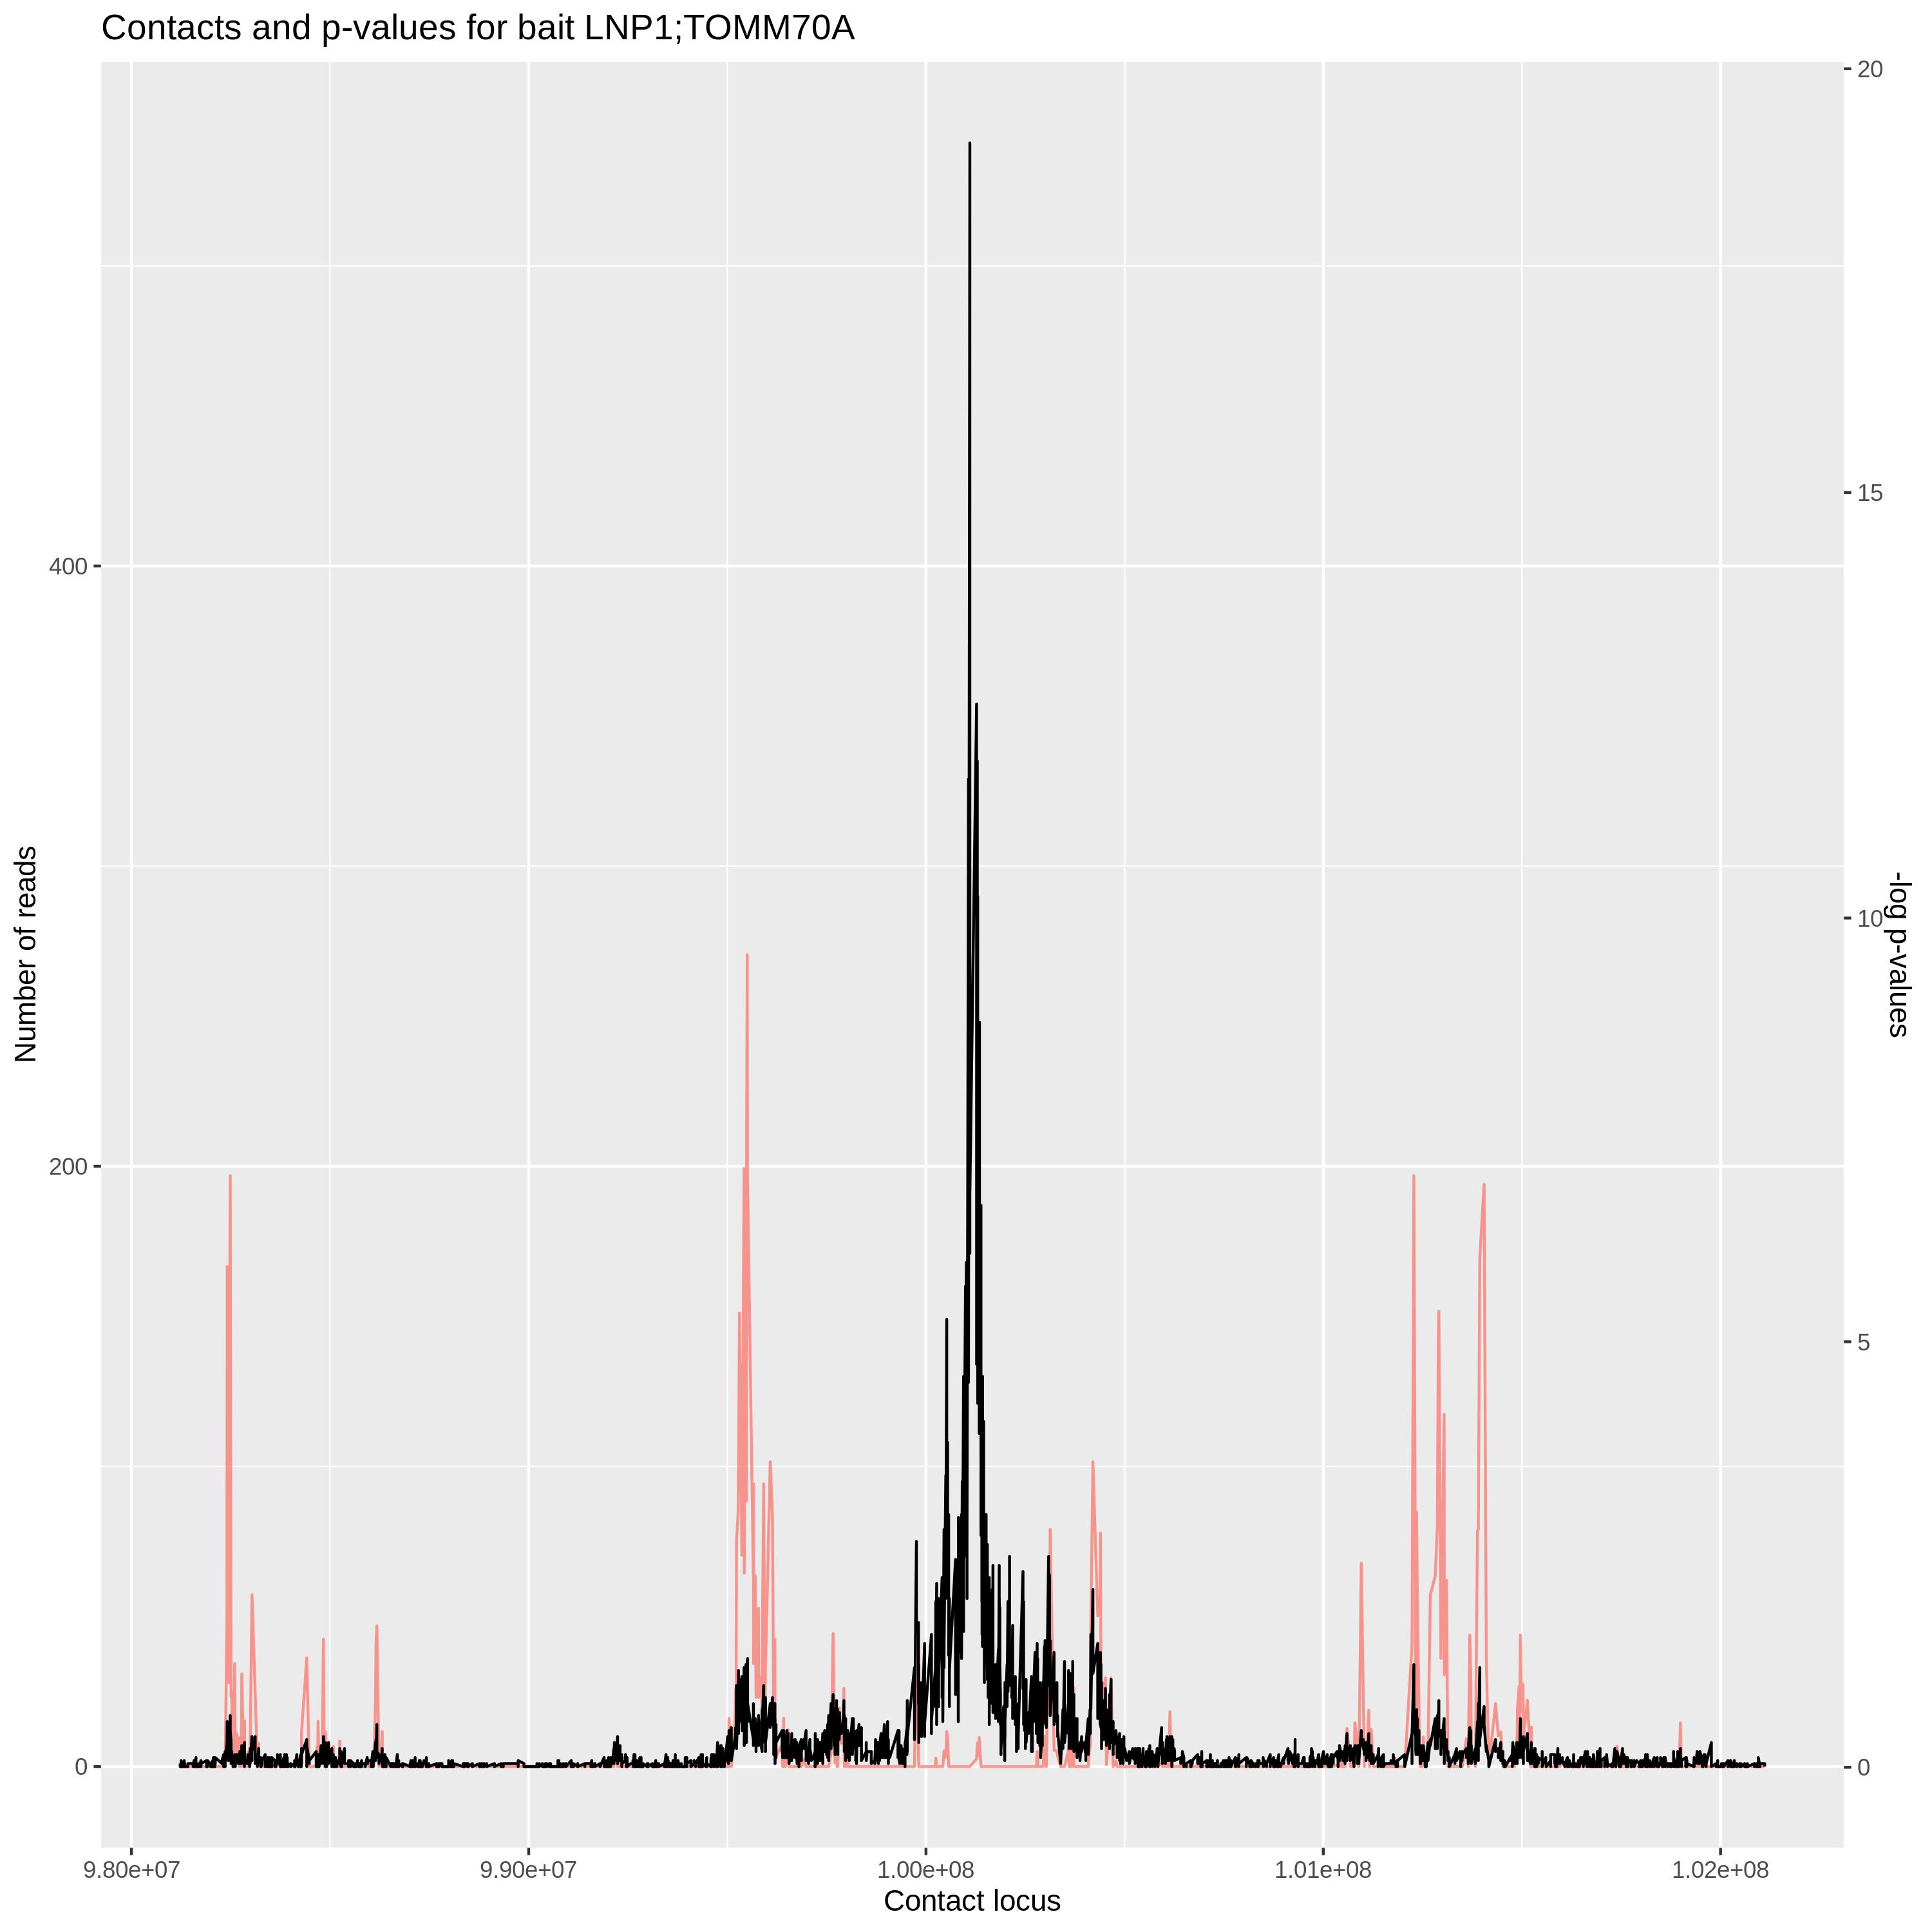 Contacts and p-values for bait LNP1;TOMM70A
20
15
10
5
0
-log p-values
400
200
0
Number of reads
9.80e+07 9.90e+07 1.00e+08 1.01e+08 1.02e+08
Contact locus